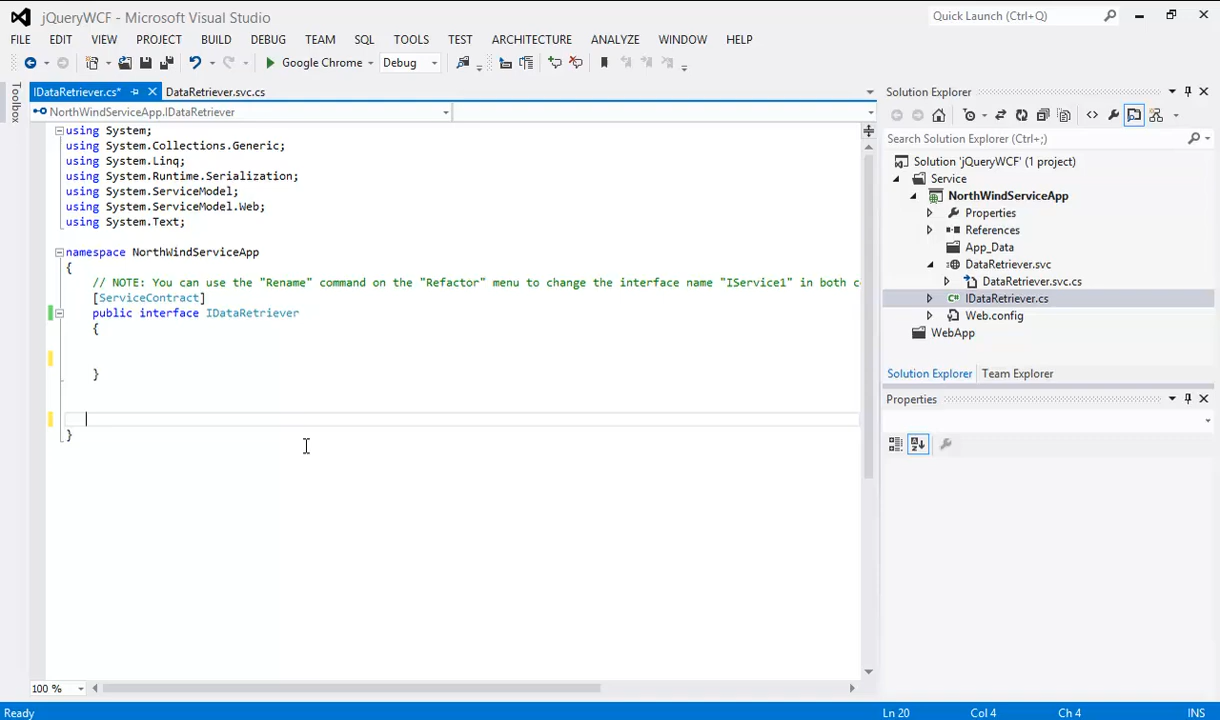 jQueryWCF - Microsoft Visual Studio
Quick Launch (Ctrl+Q)
FILE EDIT VIEW PROJECT BUILD DEBUG TEAM SQL TOOLS TEST ARCHITECTURE ANALYZE WINDOW HELP
Google Chrome Debug
Toolbox
IDataRetriever.cs* DataRetriever.svc.cs
NorthWindServiceApp.IDataRetriever
using System;
using System.Collections.Generic;
using System.Linq;
using System.Runtime.Serialization;
using System.ServiceModel;
using System.ServiceModel.Web;
using System.Text;
namespace NorthWindServiceApp
{
// NOTE: You can use the "Rename" command on the "Refactor" menu to change the interface name "IService1" in both c
[ServiceContract]
public interface IDataRetriever
{
}
}
100 %
Solution Explorer
Search Solution Explorer (Ctrl+;)
Solution 'jQueryWCF' (1 project)
Service
NorthWindServiceApp
Properties
References
App_Data
DataRetriever.svc
DataRetriever.svc.cs
C# IDataRetriever.cs
Web.config
WebApp
Solution Explorer Team Explorer
Properties
Ready Ln 20 Col 4 Ch 4 INS